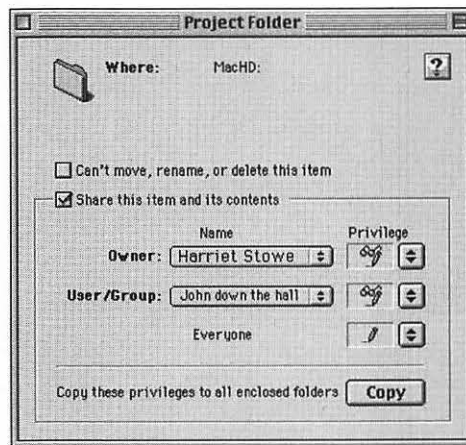 Project Folder
Where: MacHD:
?
Can't move, rename, or delete this item
Share this item and its contents
Name Privilege
Owner: Harriet Stowe
User/Group: John down the hall
Everyone
Copy these privileges to all enclosed folders Copy